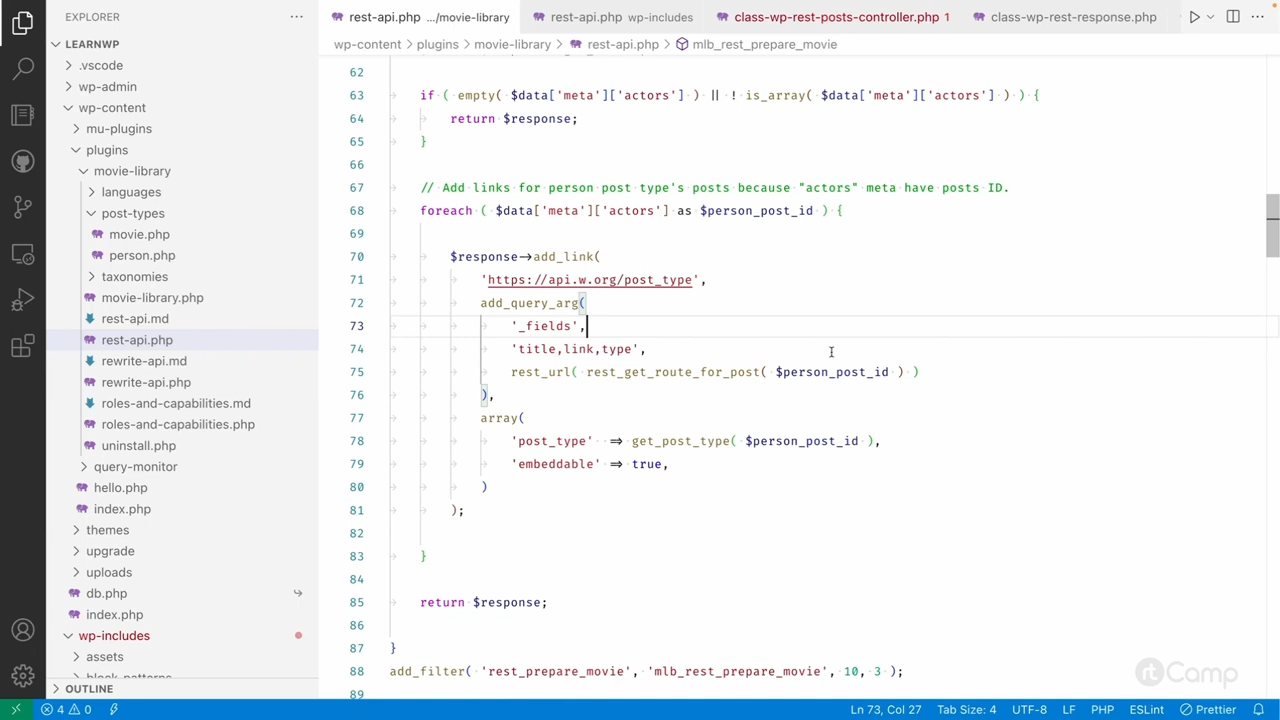 EXPLORER
rest-api.php .../movie-library
rest-api.php wp-includes
class-wp-rest-posts-controller.php 1
class-wp-rest-response.php
LEARNWP
.vscode
wp-admin
wp-content
mu-plugins
plugins
movie-library
languages
post-types
movie.php
person.php
taxonomies
movie-library.php
rest-api.md
rest-api.php
rewrite-api.md
rewrite-api.php
roles-and-capabilities.md
roles-and-capabilities.php
uninstall.php
query-monitor
hello.php
index.php
themes
upgrade
uploads
db.php
index.php
wp-includes
assets
block-patterns
OUTLINE
wp-content > plugins > movie-library > rest-api.php > mlb_rest_prepare_movie
62
63 if ( empty( $data['meta']['actors'] ) || ! is_array( $data['meta']['actors'] ) ) {
64 return $response;
65 }
66
67 // Add links for person post type's posts because "actors" meta have posts ID.
68 foreach ( $data['meta']['actors'] as $person_post_id ) {
69
70 $response->add_link(
71 'https://api.w.org/post_type',
72 add_query_arg(
73 '_fields',
74 'title,link,type',
75 rest_url( rest_get_route_for_post( $person_post_id ) )
76 ),
77 array(
78 'post_type' => get_post_type( $person_post_id ),
79 'embeddable' => true,
80 )
81 );
82
83 }
84
85 return $response;
86
87 }
88 add_filter( 'rest_prepare_movie', 'mlb_rest_prepare_movie', 10, 3 );
89
rtCamp
4 0
Ln 73, Col 27 Tab Size: 4 UTF-8 LF PHP ESLint Prettier